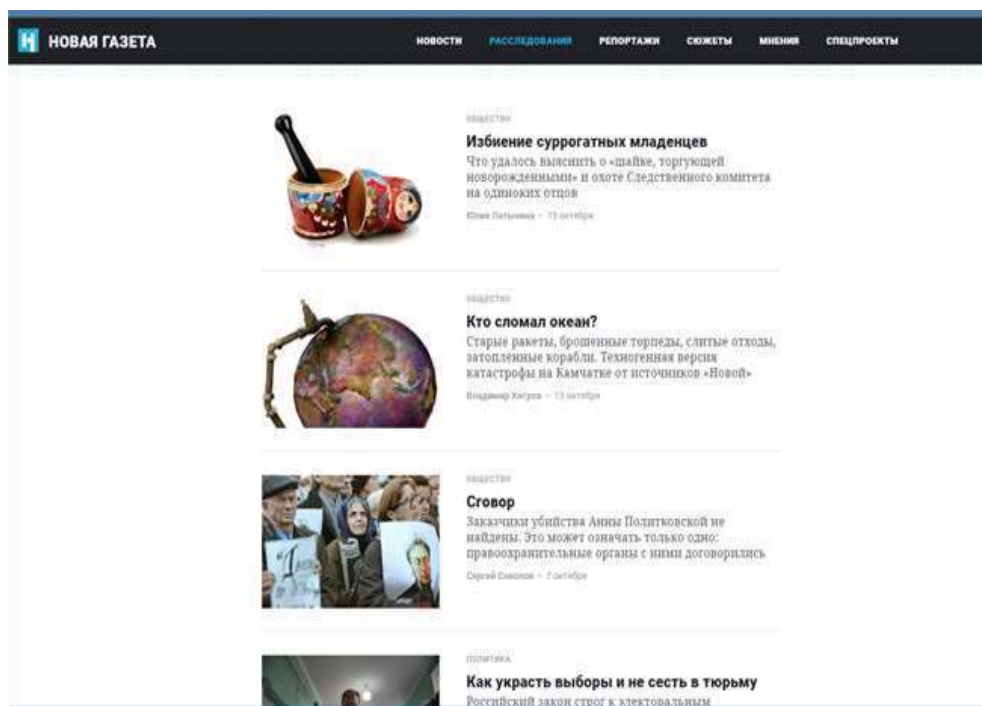 НОВАЯ ГАЗЕТА
НОВОСТИ РАССЛЕДОВАНИЯ РЕПОРТАЖИ СЮЖЕТЫ МНЕНИЯ СПЕЦПРОЕКТЫ
ОБЩЕСТВО
Избиение суррогатных младенцев
Что удалось выяснить о «шайке, торгующей
новорожденными» и охоте Следственного комитета
на одиноких отцов
Юлия Латынина − 15 октября
ОБЩЕСТВО
Кто сломал океан?
Старые ракеты, брошенные торпеды, слитые отходы,
затопленные корабли. Техногенная версия
катастрофы на Камчатке от источников «Новой»
Владимир − 13 октября
ОБЩЕСТВО
Сговор
Заказчики убийства Анны Политковской не
найдены. Это может означать только одно:
правоохранительные органы с ними договорились
Сергей Соколов − 7 октября
ПОЛИТИКА
Как украсть выборы и не сесть в тюрьму
Российский закон строг к электоральным